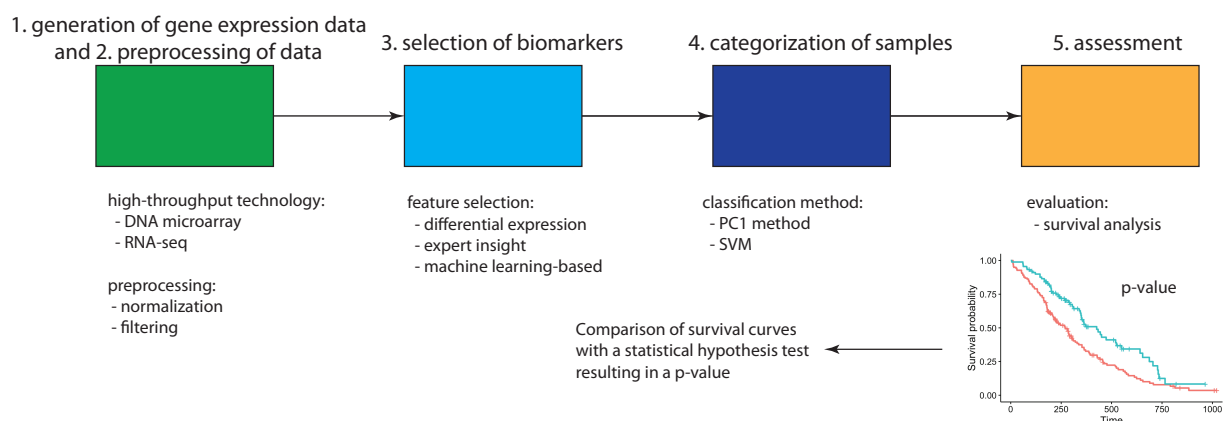 1. generation of gene expression data
and 2. preprocessing of data
3. selection of biomarkers
4. categorization of samples
5. assessment
high-throughput technology:
- DNA microarray
- RNA-seq
preprocessing:
- normalization
- filtering
feature selection:
- differential expression
- expert insight
- machine learning-based
classification method:
- PC1 method
- SVM
evaluation:
- survival analysis
Comparison of survival curves
with a statistical hypothesis test
resulting in a p-value
p-value
Survival probability
1.00
0.75
0.50
0.25
0.00
0
250
500
750
1000
Time